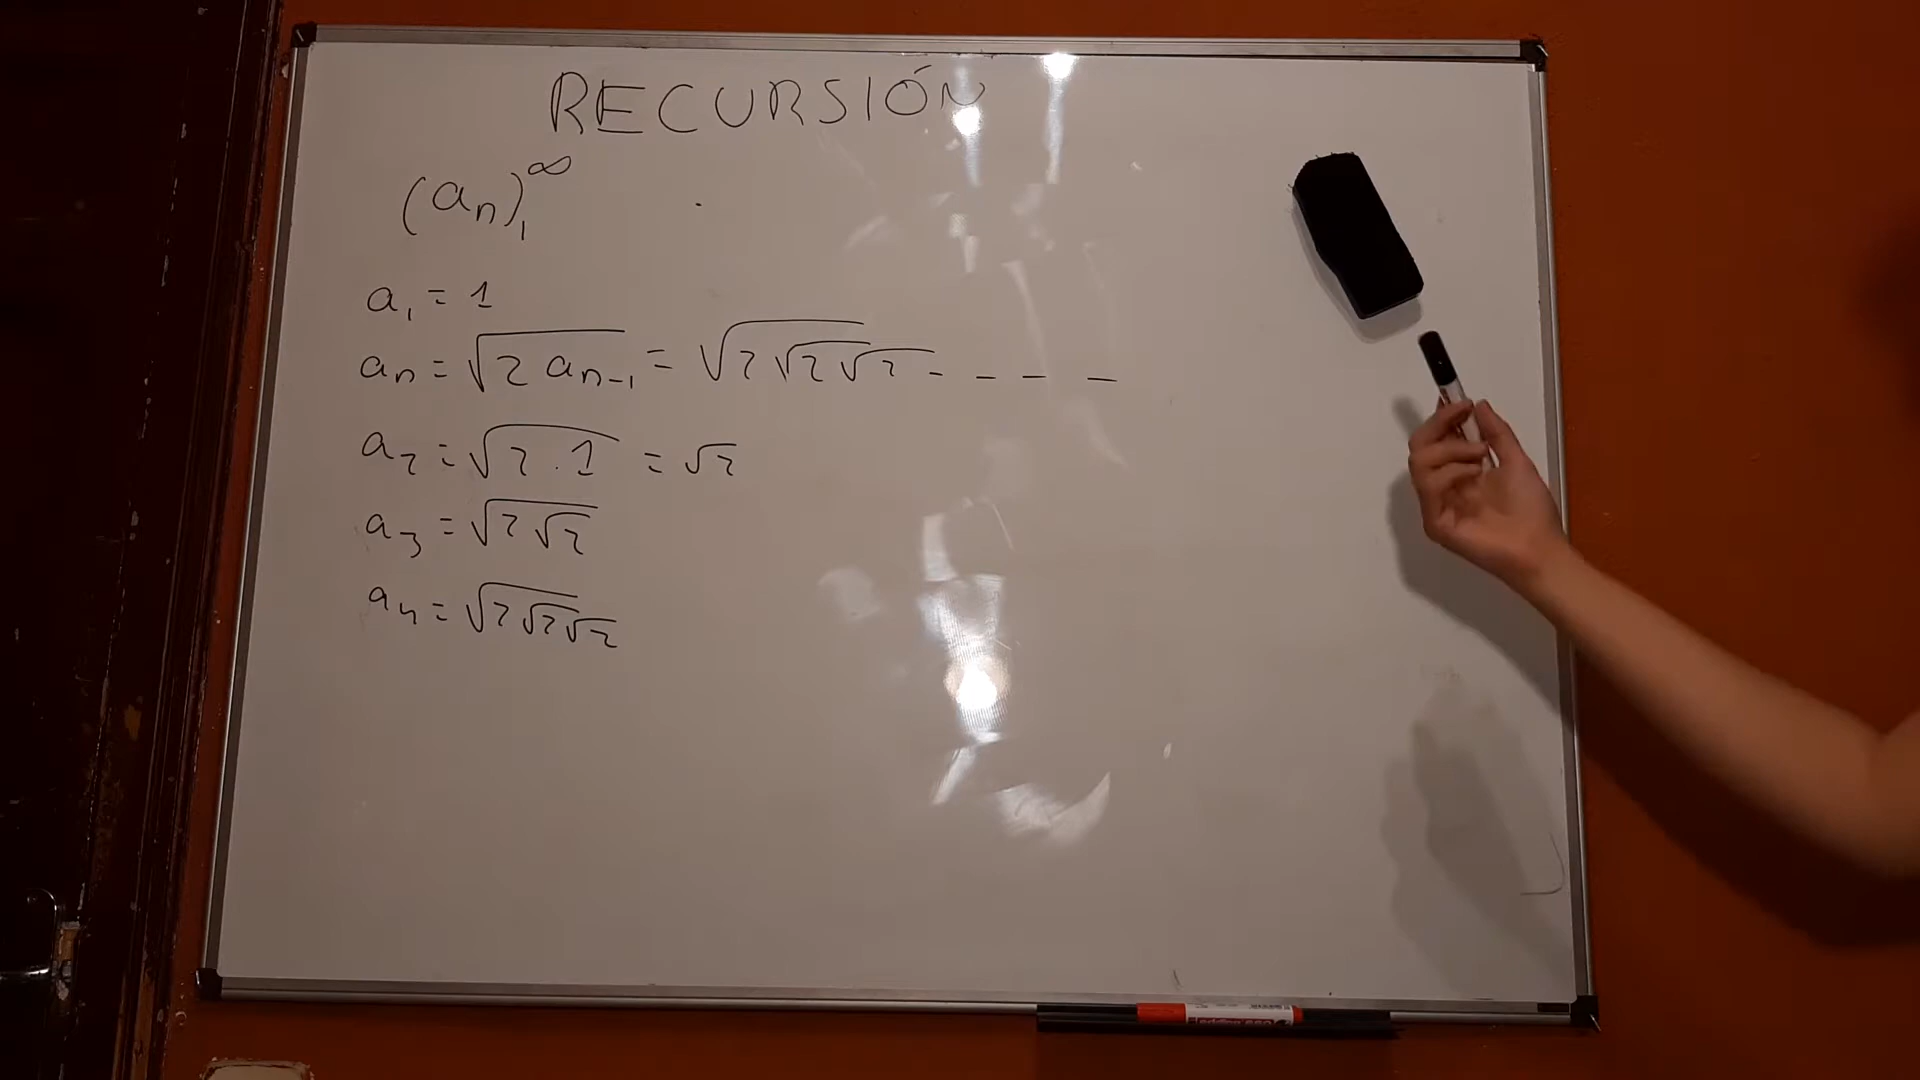 RECURSIÓN
(aₙ)₁^∞
a₁ = 1
aₙ = √(2 aₙ₋₁) = √(2√(2√2 - - - -
a₂ = √(2 . 1) = √2
a₃ = √(2√2)
a₄ = √(2√(2√2))